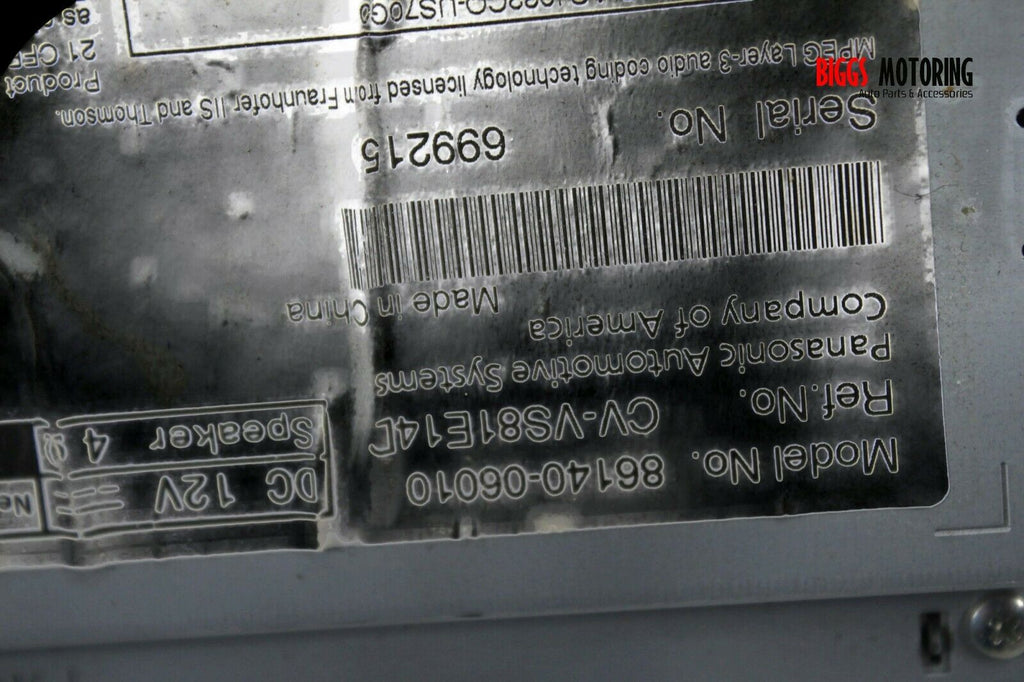 BIGGS MOTORING
Auto Parts & Accessories
Model No. 86140-06010
DC 12V
Ref.No. CV-VS81E14C
Speaker 4 Ω
Panasonic Automotive Systems
Company of America Made in China
699215
Serial No.
MPEG Layer-3 audio coding technology licensed from Fraunhofer IIS and Thomson.
Product
21 CFR
as